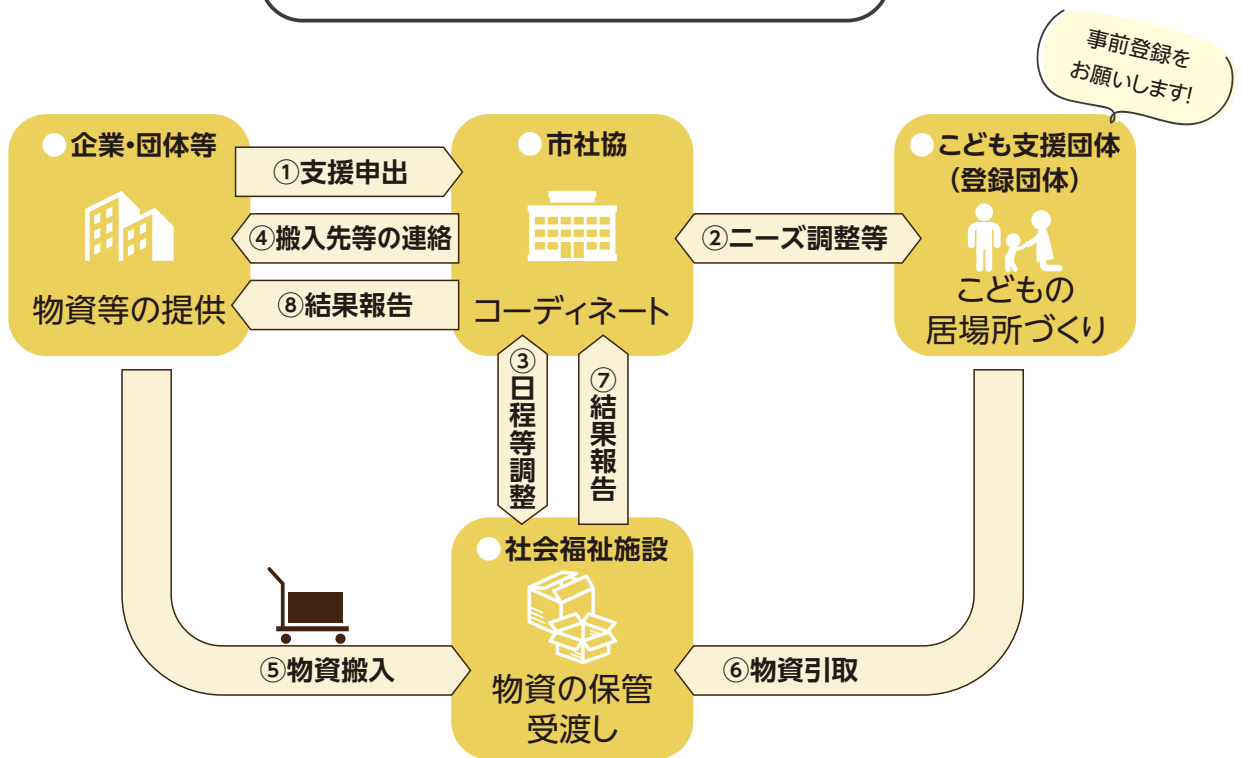 事前登録を
お願いします!
企業・団体等
物資等の提供
①支援申出
④搬入先等の連絡
⑧結果報告
市社協
コーディネート
②ニーズ調整等
こども支援団体
(登録団体)
こどもの
居場所づくり
③日程等調整
⑦結果報告
社会福祉施設
物資の保管
受渡し
⑤物資搬入
⑥物資引取